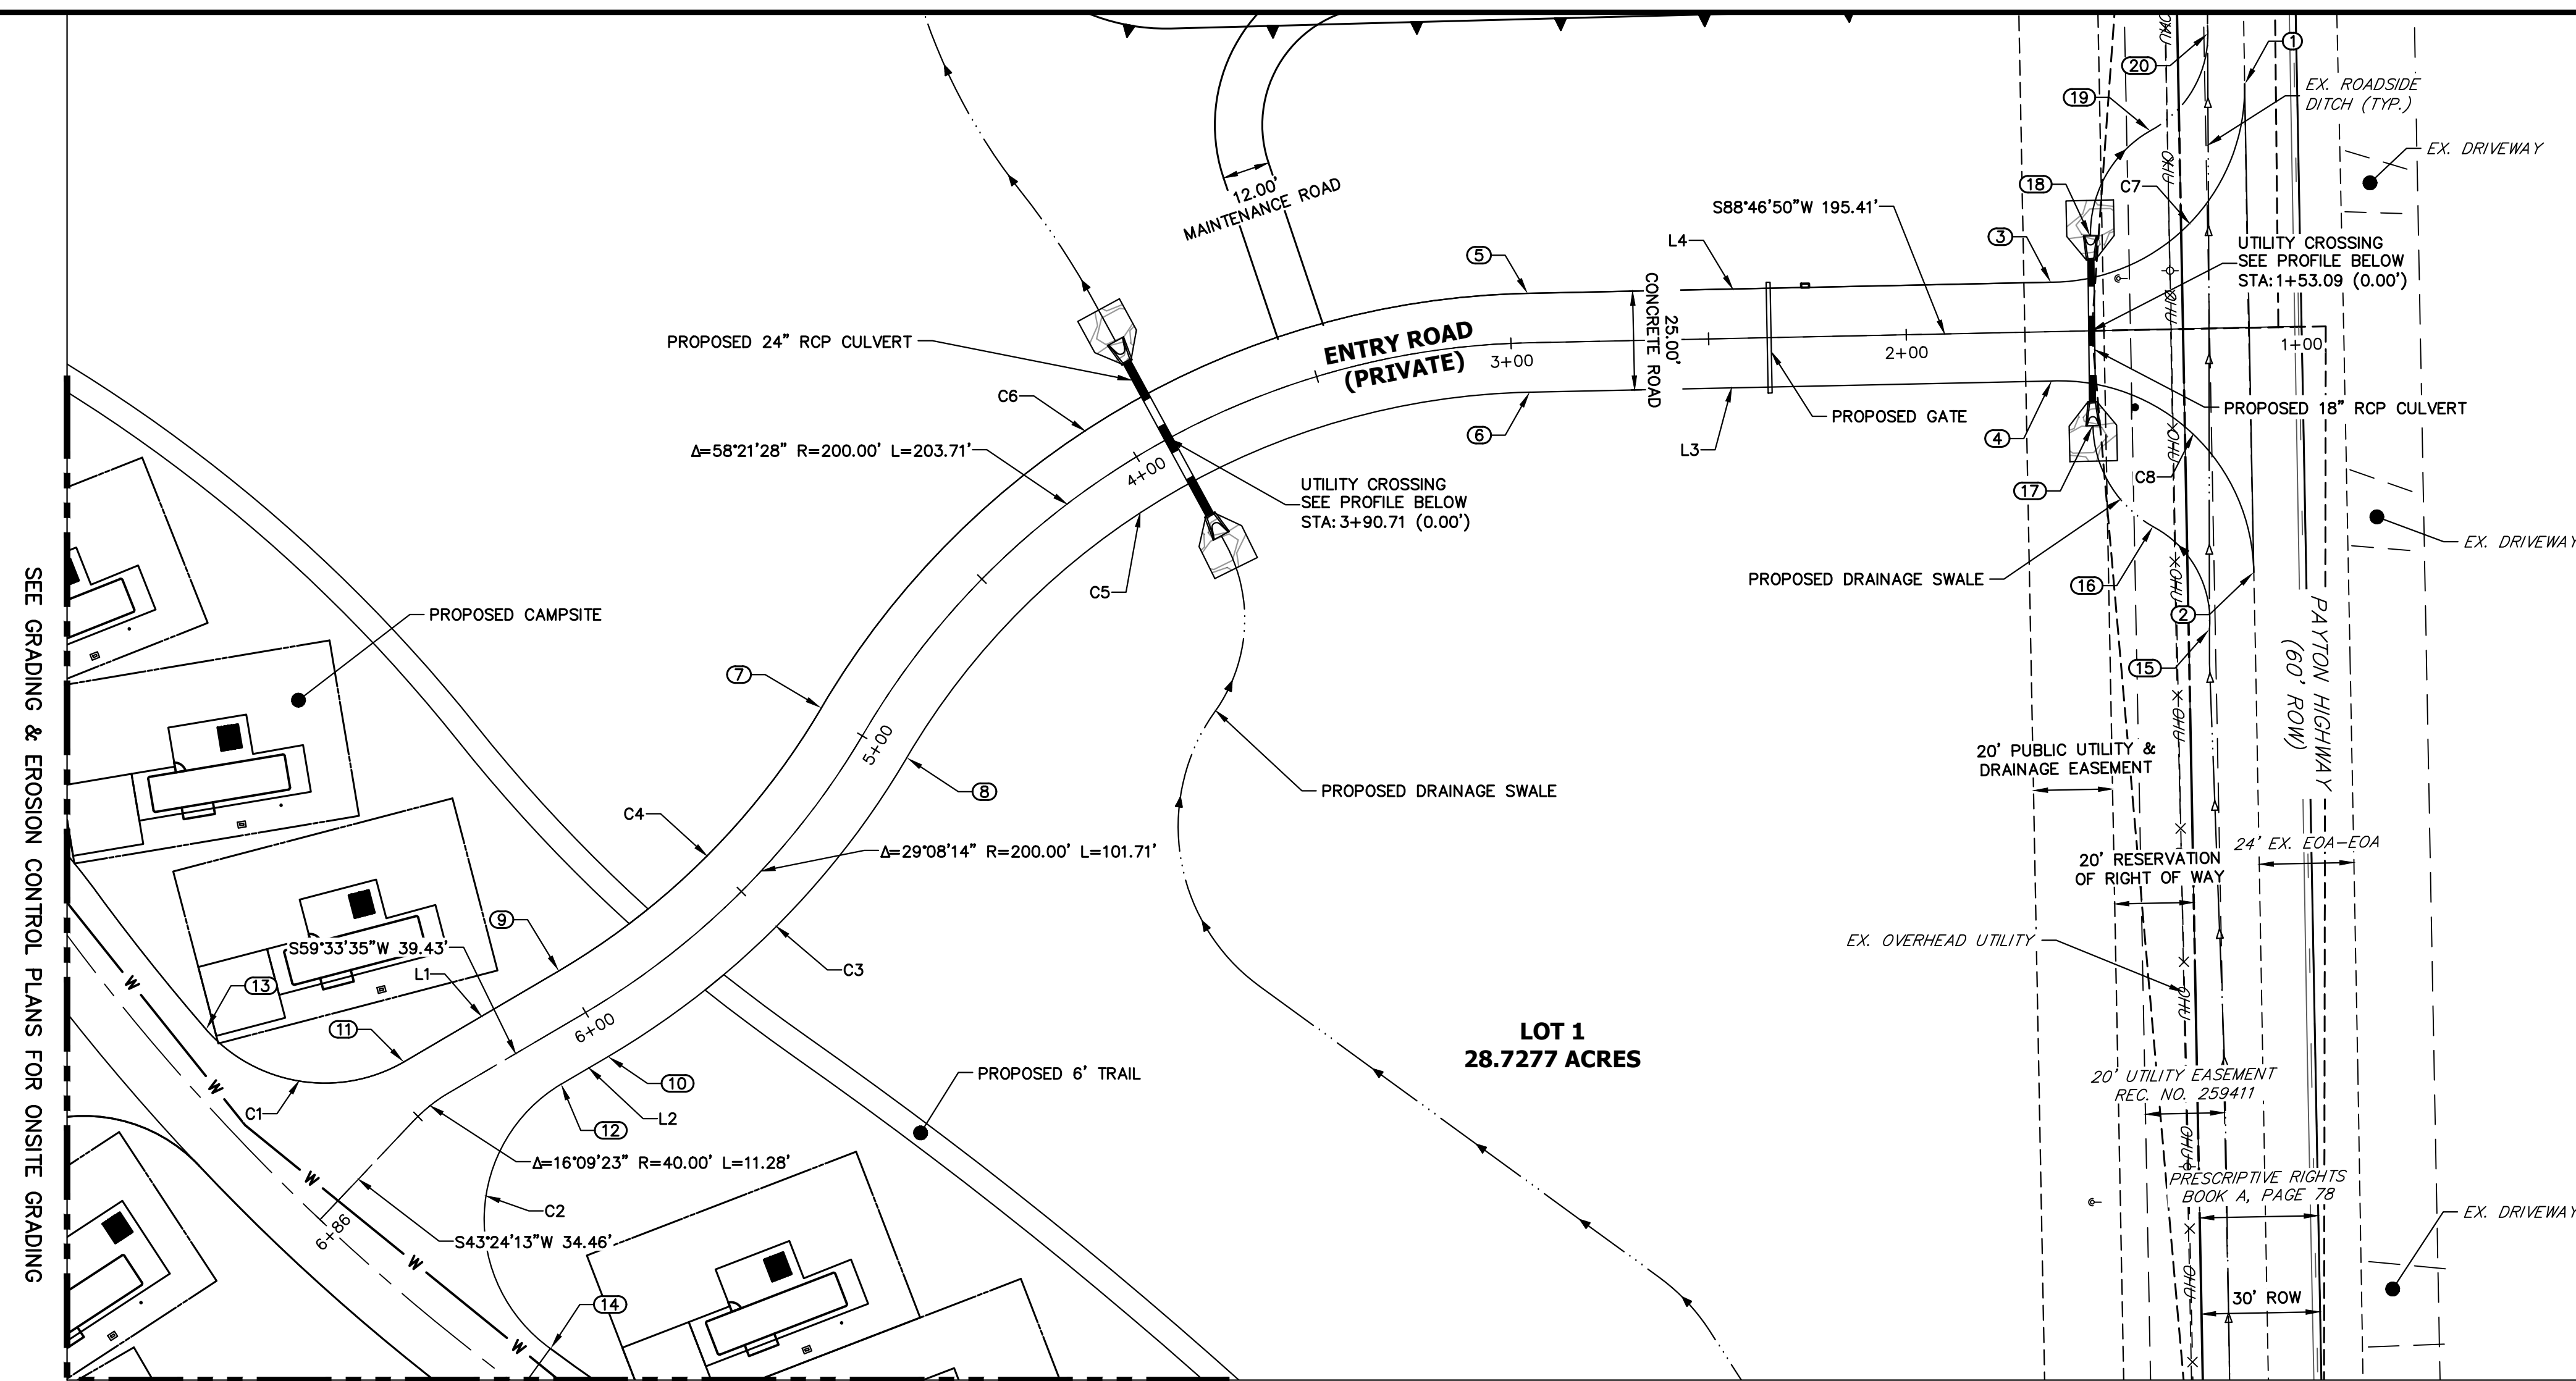 SEE GRADING & EROSION CONTROL PLANS FOR ONSITE GRADING
1
20
EX. ROADSIDE
DITCH (TYP.)
19
EX. DRIVEWAY
OHU
12.00'
MAINTENANCE ROAD
18
C7
S88°46'50"W 195.41'
L4
3
5
UTILITY CROSSING
SEE PROFILE BELOW
STA:1+53.09 (0.00')
OHU
CONCRETE ROAD
25.00'
PROPOSED 24" RCP CULVERT
ENTRY ROAD
(PRIVATE)
3+00
2+00
1+00
C6
PROPOSED GATE
PROPOSED 18" RCP CULVERT
6
L3
4
Δ=58°21'28" R=200.00' L=203.71'
4+00
OHU
C8
17
UTILITY CROSSING
SEE PROFILE BELOW
STA:3+90.71 (0.00')
EX. DRIVEWAY
C5
PROPOSED DRAINAGE SWALE
16
OHU
2
PROPOSED CAMPSITE
15
7
PAYTON HIGHWAY
(60' ROW)
OHU
5+00
20' PUBLIC UTILITY &
DRAINAGE EASEMENT
8
PROPOSED DRAINAGE SWALE
C4
24' EX. EOA-EOA
Δ=29°08'14" R=200.00' L=101.71'
20' RESERVATION
OF RIGHT OF WAY
9
S59°33'35"W 39.43'
EX. OVERHEAD UTILITY
L1
C3
13
W
OHU
11
6+00
LOT 1
28.7277 ACRES
10
PROPOSED 6' TRAIL
20' UTILITY EASEMENT
REC. NO. 259411
W
C1
L2
12
OHU
Δ=16°09'23" R=40.00' L=11.28'
W
PRESCRIPTIVE RIGHTS
BOOK A, PAGE 78
C2
EX. DRIVEWAY
6+86
S43°24'13"W 34.46'
W
OHU
14
30' ROW
W